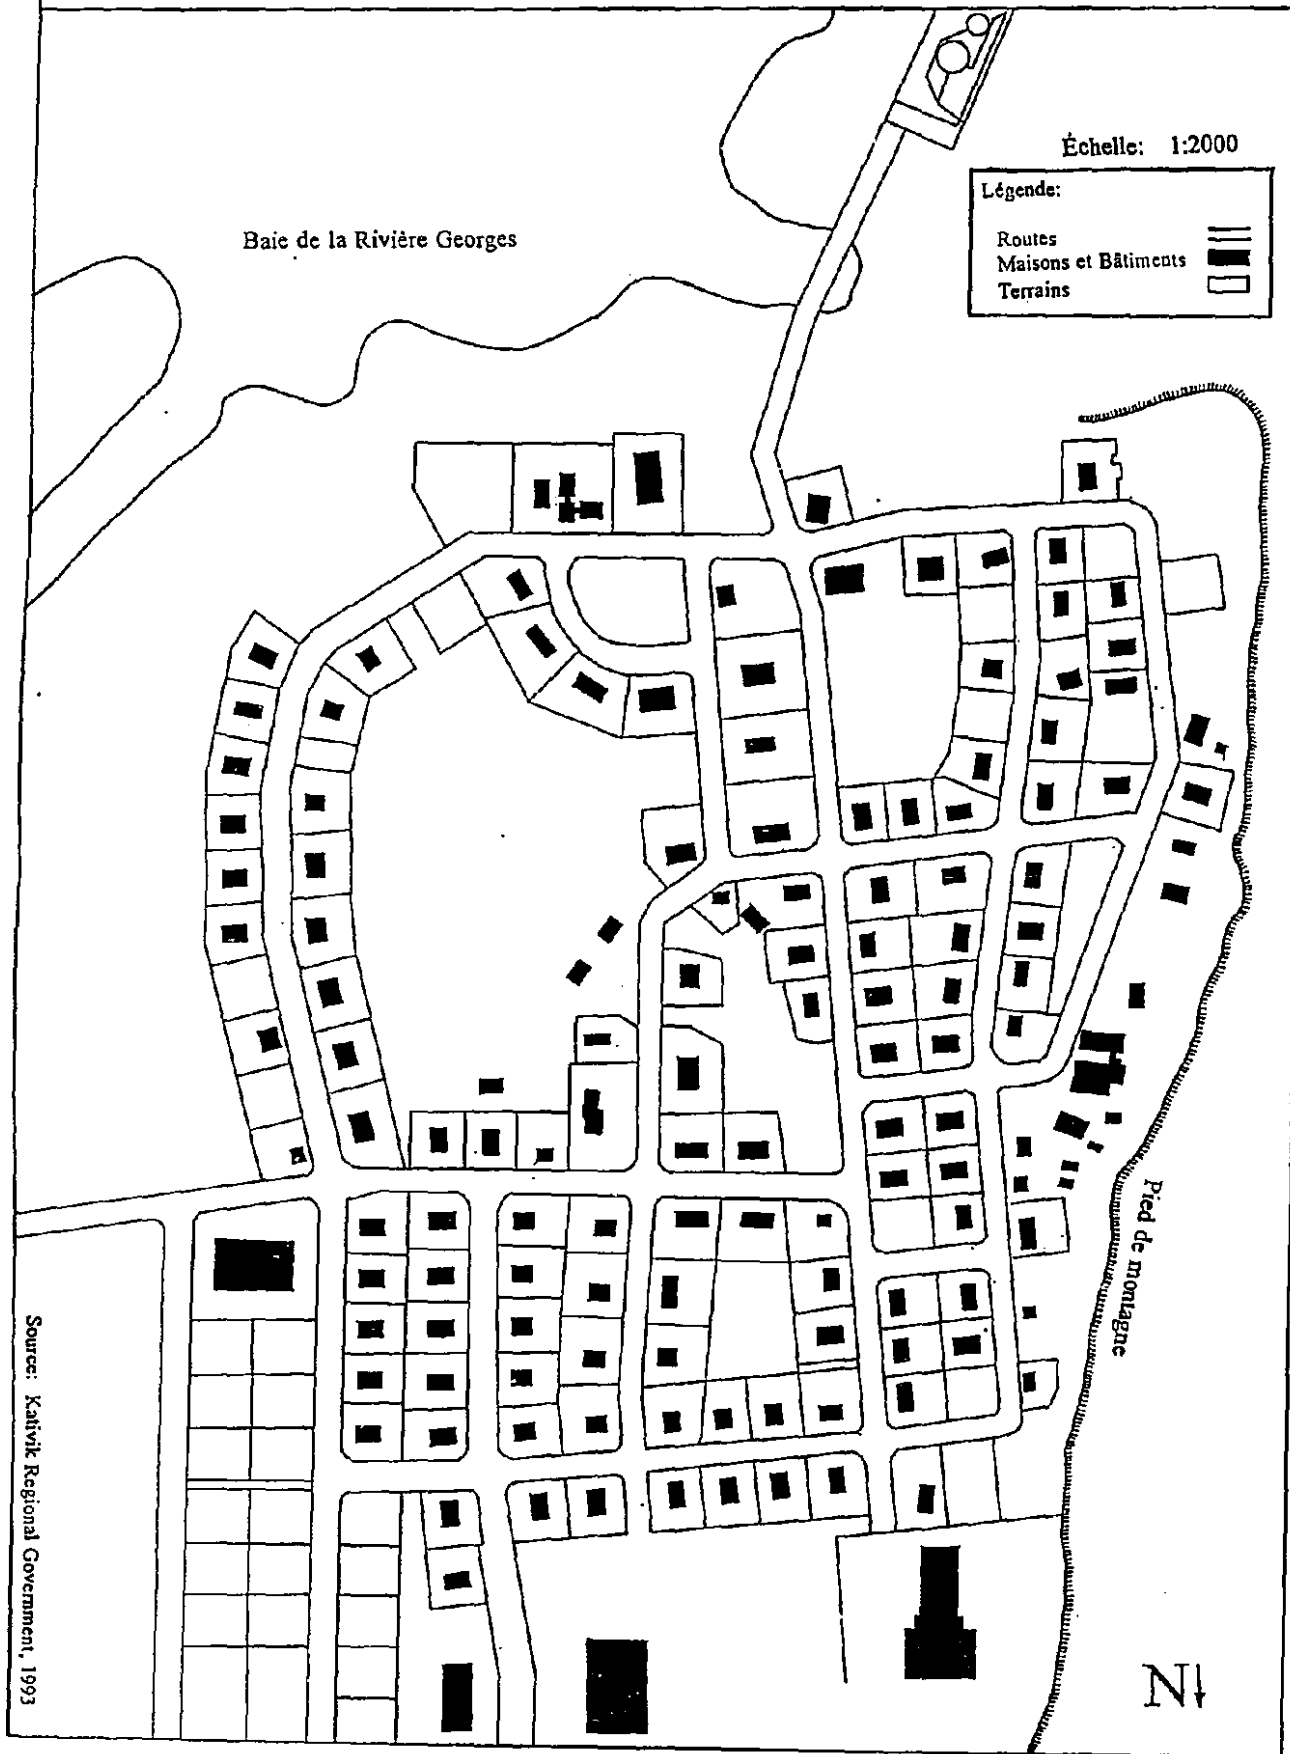 Échelle: 1:2000
Légende:
Routes
Maisons et Bâtiments
Terrains
Baie de la Rivière Georges
Pied de montagne
Source: Kativik Regional Government, 1993
N